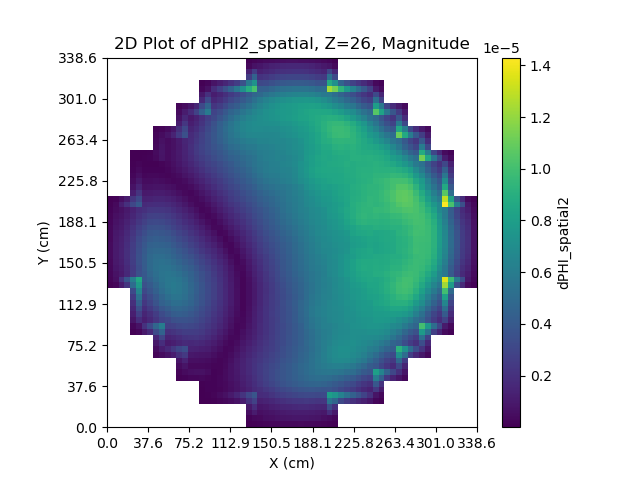 2D Plot of dPHI2_spatial, Z=26, Magnitude
1e−5
338.6
301.0
263.4
225.8
188.1
150.5
112.9
75.2
37.6
0.0
Y (cm)
0.0 37.6 75.2 112.9 150.5 188.1 225.8 263.4 301.0 338.6
X (cm)
1.4
1.2
1.0
0.8
0.6
0.4
0.2
dPHI_spatial2